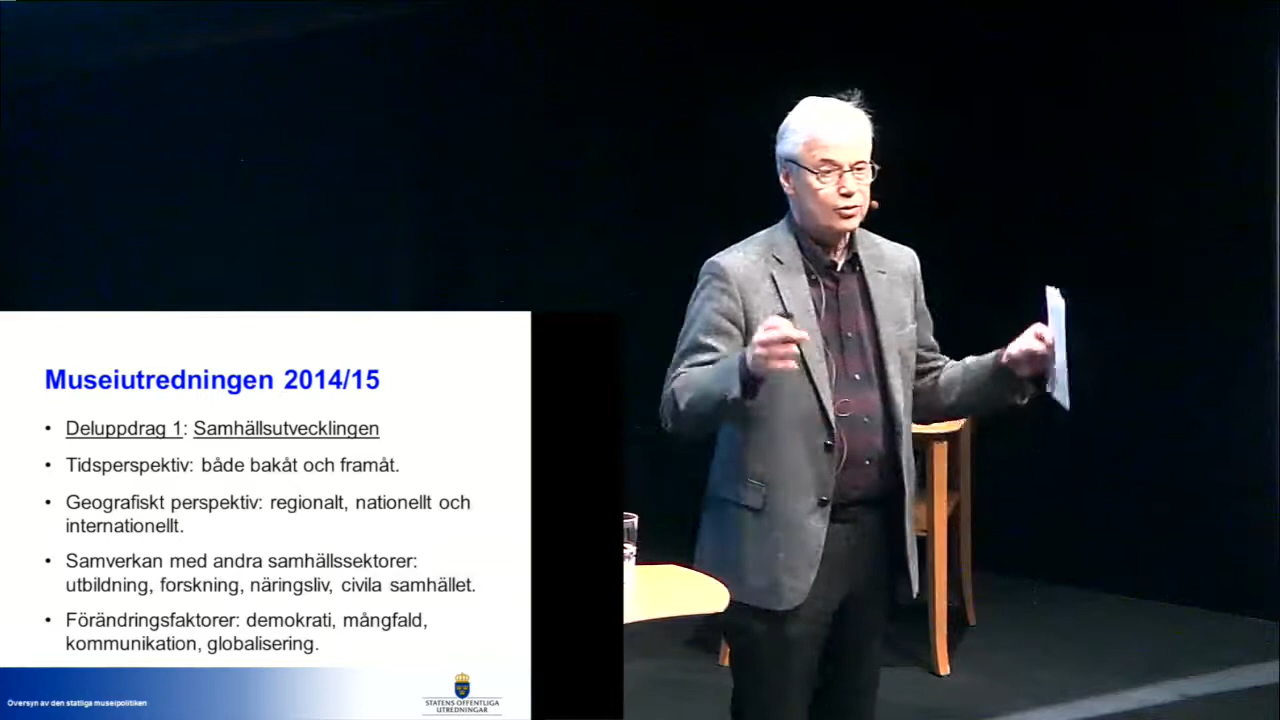 Museiutredningen 2014/15
• Deluppdrag 1: Samhällsutvecklingen
• Tidsperspektiv: både bakåt och framåt.
• Geografiskt perspektiv: regionalt, nationellt och
internationellt.
• Samverkan med andra samhällssektorer:
utbildning, forskning, näringsliv, civila samhället.
• Förändringsfaktorer: demokrati, mångfald,
kommunikation, globalisering.
Översyn av den statliga museipolitiken
STATENS OFFENTLIGA
UTREDNINGAR